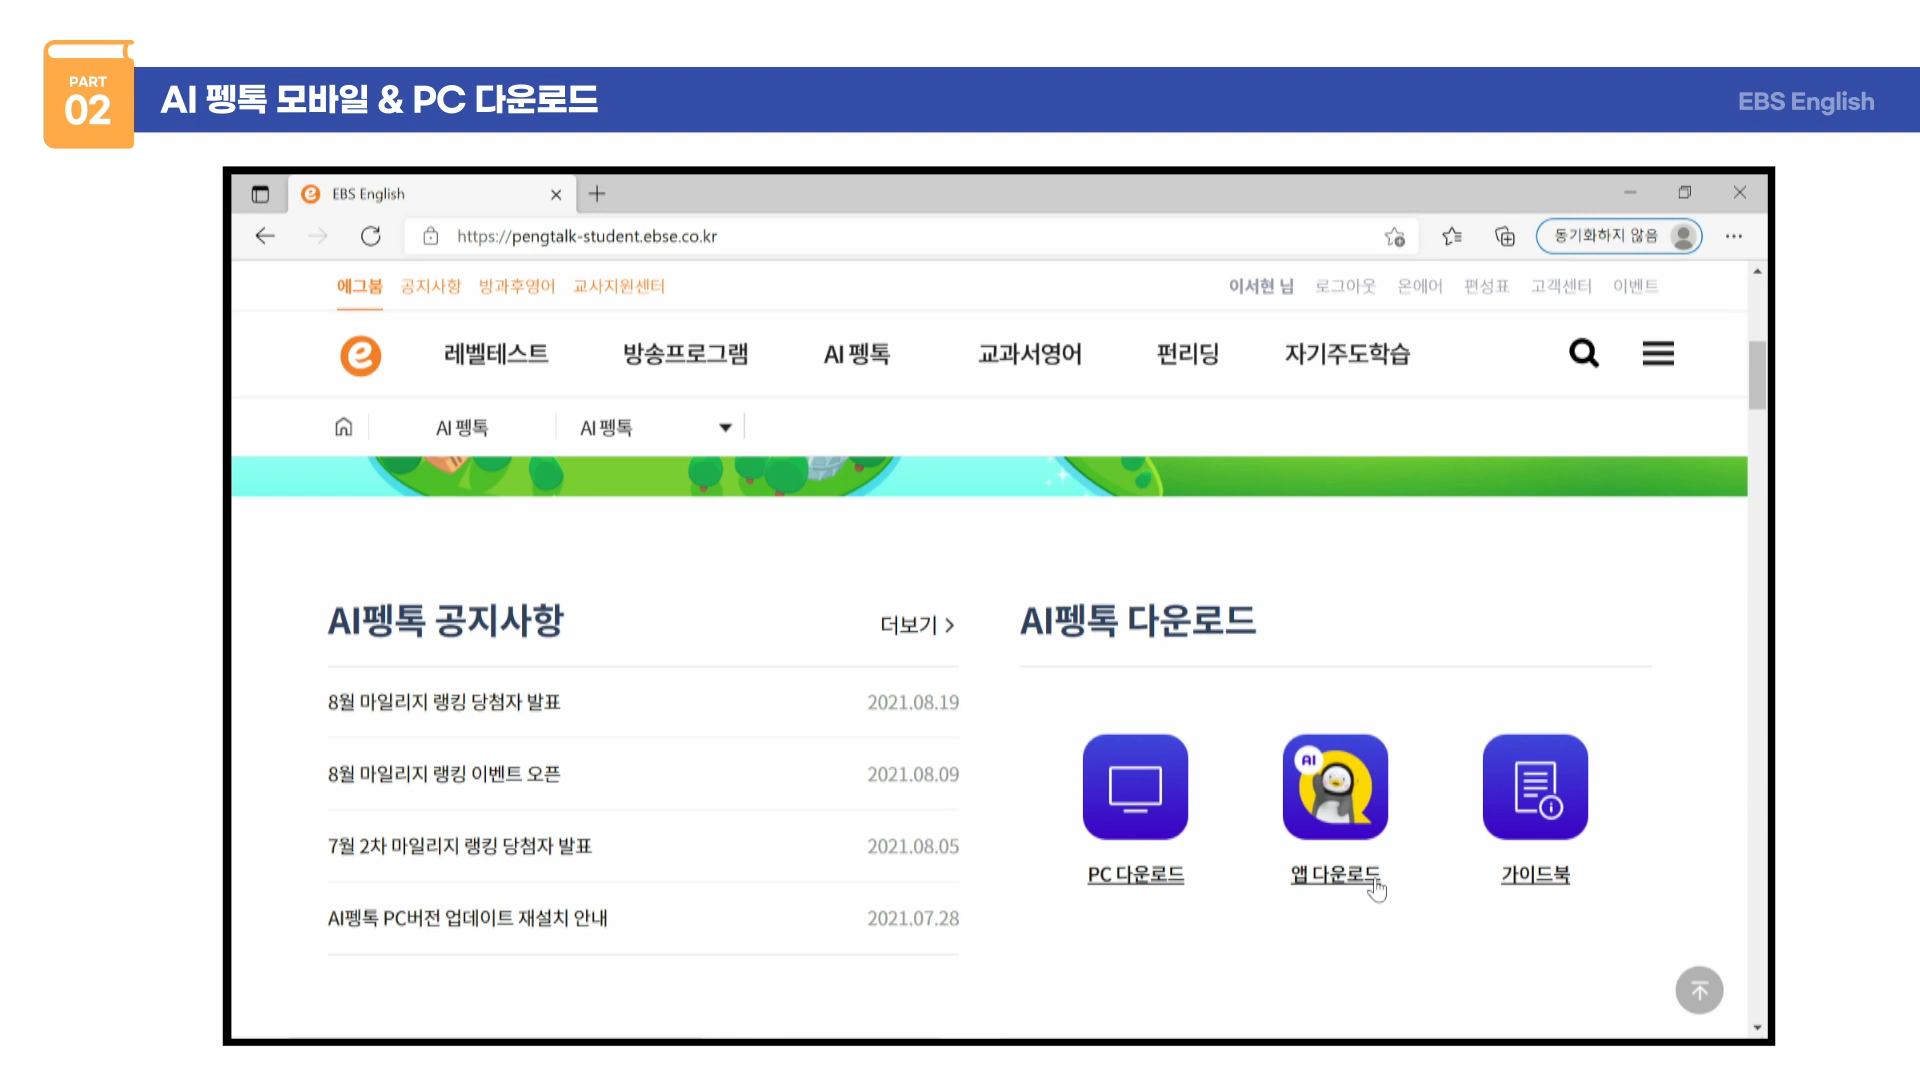 PART
02
AI 펭톡 모바일 & PC 다운로드
EBS English
EBS English
https://pengtalk-student.ebse.co.kr
동기화하지 않음
에그붐 공지사항 방과후영어 교사지원센터
이서현 님 로그아웃 온에어 편성표 고객센터 이벤트
레벨테스트 방송프로그램 AI 펭톡 교과서영어 펀리딩 자기주도학습
AI 펭톡 AI 펭톡
AI펭톡 공지사항
더보기
8월 마일리지 랭킹 당첨자 발표 2021.08.19
8월 마일리지 랭킹 이벤트 오픈 2021.08.09
7월 2차 마일리지 랭킹 당첨자 발표 2021.08.05
AI펭톡 PC버전 업데이트 재설치 안내 2021.07.28
AI펭톡 다운로드
AI
PC 다운로드 앱 다운로드 가이드북